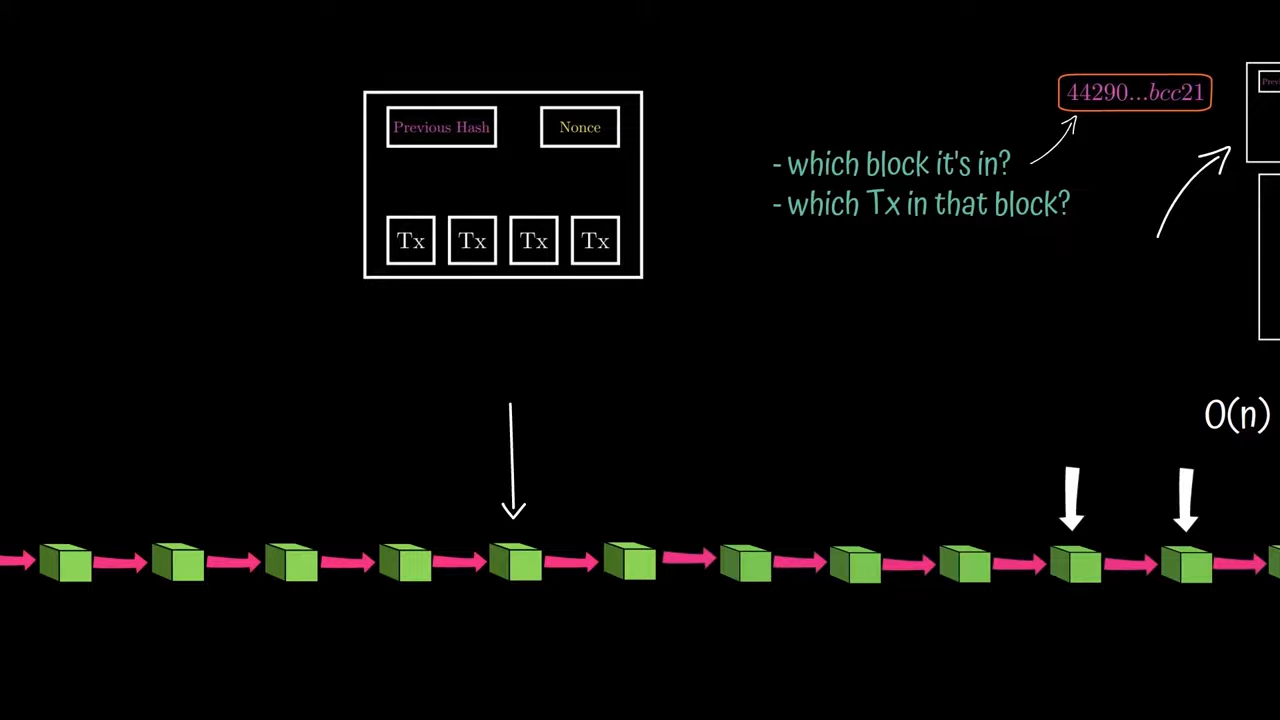 Previous Hash
Nonce
Tx Tx Tx Tx
44290...bcc21
- which block it's in?
- which Tx in that block?
O(n)